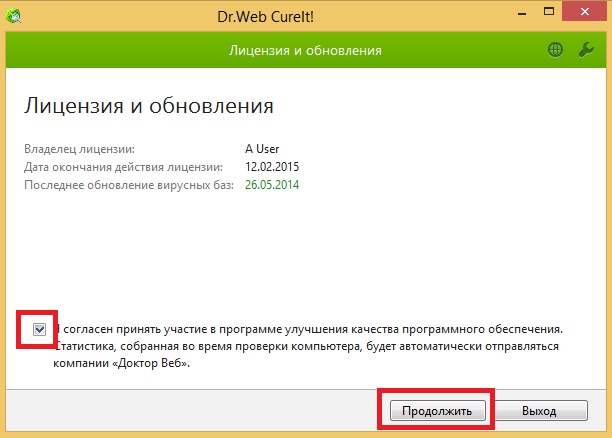 Dr.Web CureIt!
Лицензия и обновления
Лицензия и обновления
Владелец лицензии: A User
Дата окончания действия лицензии: 12.02.2015
Последнее обновление вирусных баз: 26.05.2014
Я согласен принять участие в программе улучшения качества программного обеспечения.
Статистика, собранная во время проверки компьютера, будет автоматически отправляться
компании «Доктор Веб».
Продолжить Выход